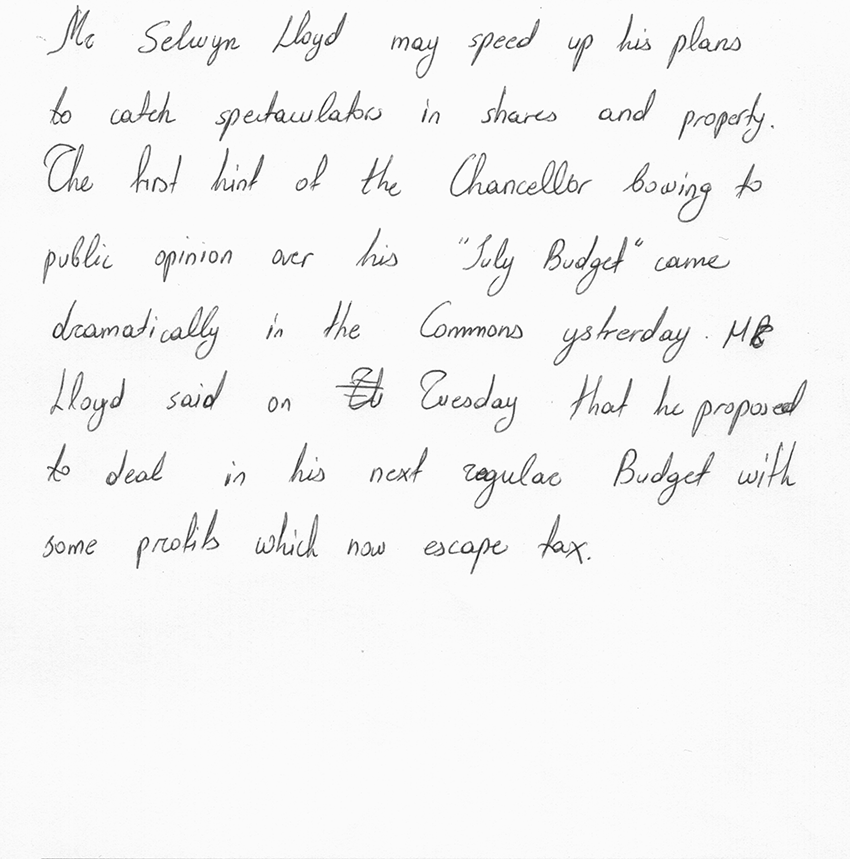 Mr Selwyn Lloyd may speed up his plans
to catch spectaculators in shares and property.
The first hint of the Chancellor bowing to
public opinion over his "July Budget" came
dramatically in the Commons ystrerday. Mr
Lloyd said on Tuesday that he proposed
to deal in his next regular Budget with
some profits which now escape tax.